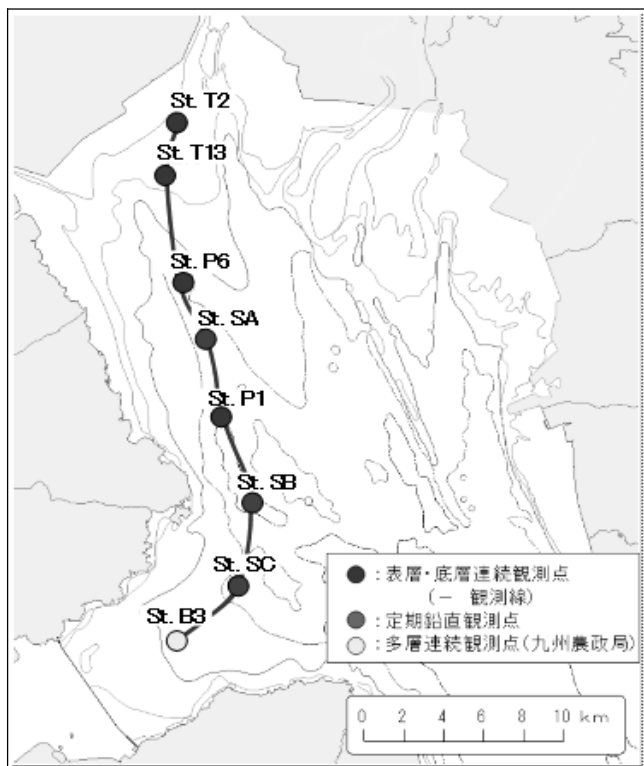 St. T2
St. T13
St. P6
St. SA
St. P1
St. SB
St. SC
St. B3
：表層・底層連続観測点
（－ 観測線）
：定期鉛直観測点
：多層連続観測点（九州農政局）
0 2 4 6 8 10 km